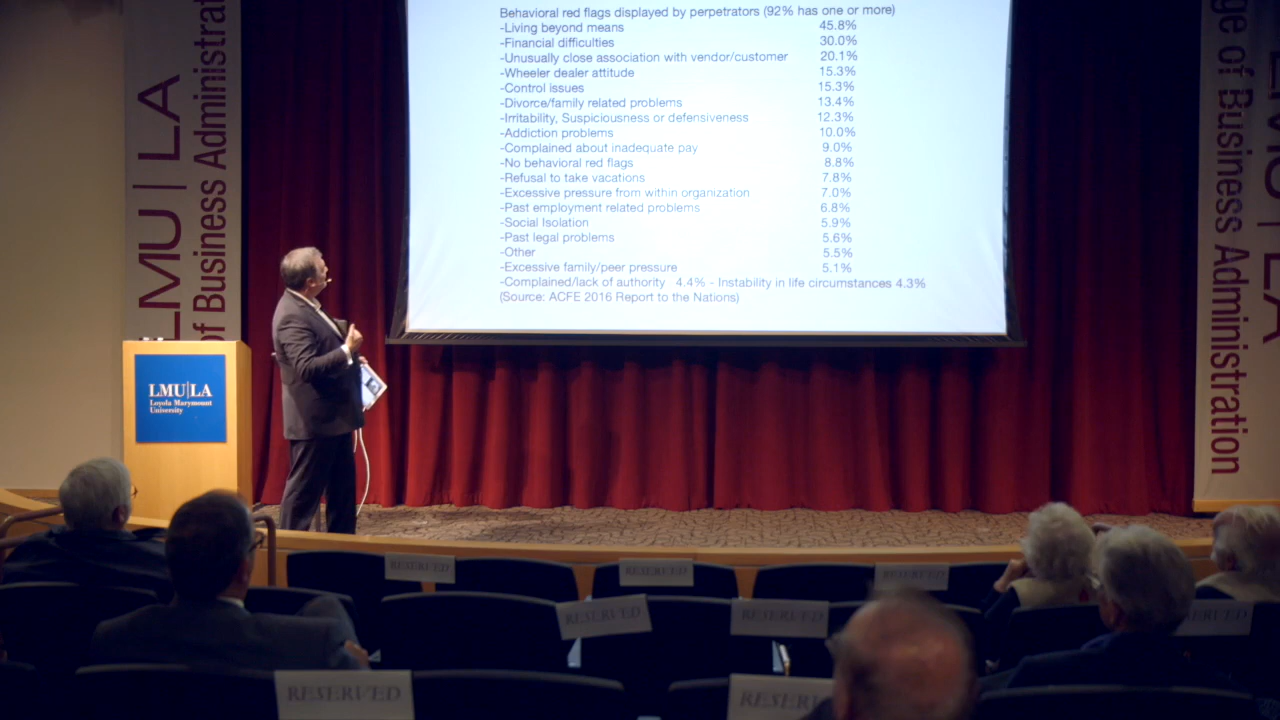 Behavioral red flags displayed by perpetrators (92% has one or more)
-Living beyond means 45.8%
-Financial difficulties 30.0%
-Unusually close association with vendor/customer 20.1%
-Wheeler dealer attitude 15.3%
-Control issues 15.3%
-Divorce/family related problems 13.4%
-Irritability, Suspiciousness or defensiveness 12.3%
-Addiction problems 10.0%
-Complained about inadequate pay 9.0%
-No behavioral red flags 8.8%
-Refusal to take vacations 7.8%
-Excessive pressure from within organization 7.0%
-Past employment related problems 6.8%
-Social Isolation 5.9%
-Past legal problems 5.6%
-Other 5.5%
-Excessive family/peer pressure 5.1%
-Complained/lack of authority 4.4% - Instability in life circumstances 4.3%
(Source: ACFE 2016 Report to the Nations)
LMU | LA
of Business Administrat
ge of Business Administration
LMU | LA
LMU|LA
Loyola Marymount
University
RESERVED
RESERVED
RESERVED
RESERVED
RESERVED
RESERVED
RESERVED